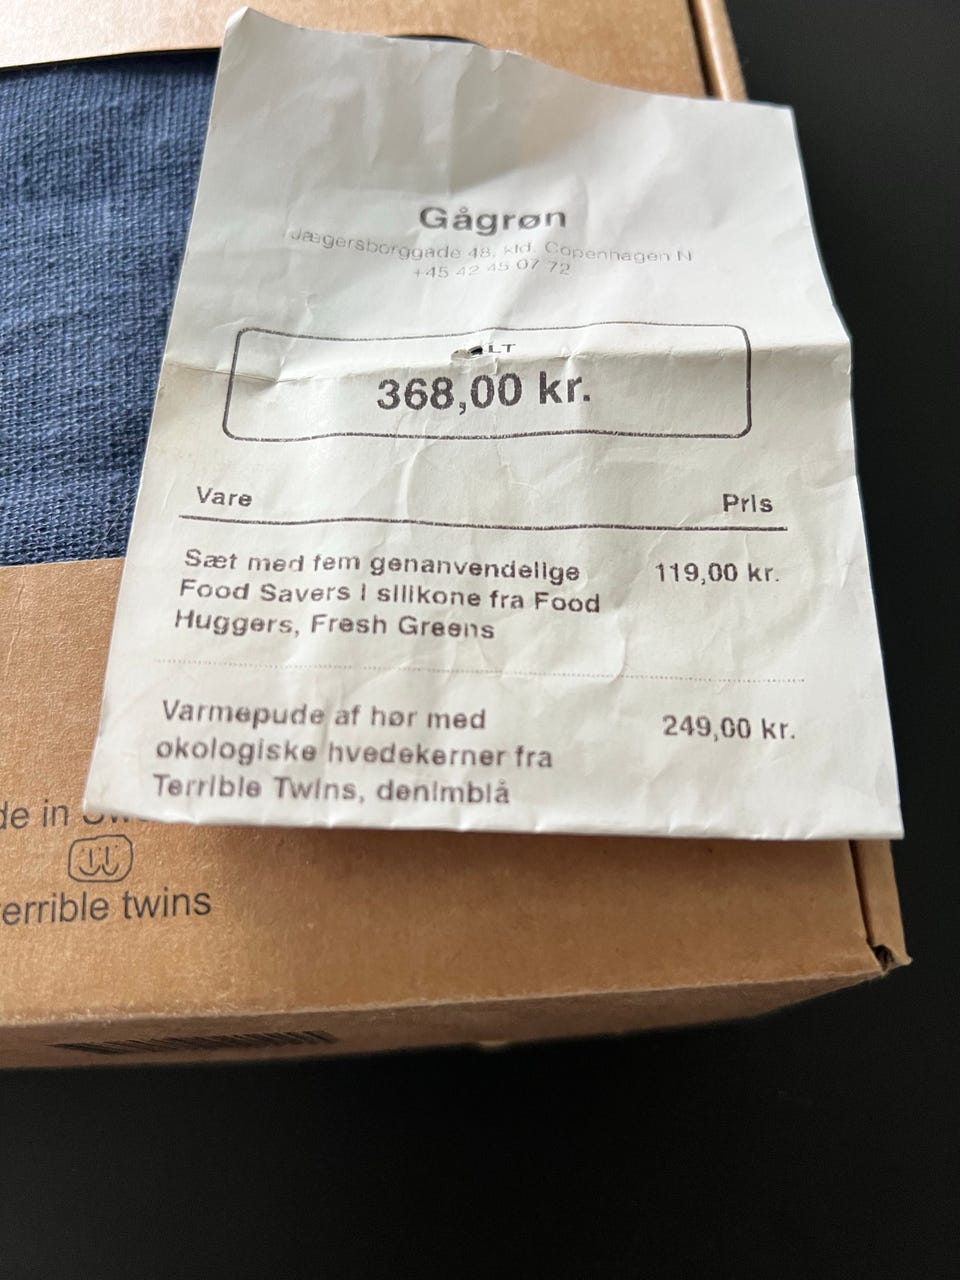 Gågrøn
Jægersborggade 48, kld. Copenhagen N
+45 42 45 07 72
LT
368,00 kr.
Vare Pris
Sæt med fem genanvendelige 119,00 kr.
Food Savers i silikone fra Food
Huggers, Fresh Greens
Varmepude af hør med 249,00 kr.
økologiske hvedekerner fra
Terrible Twins, denimblå
de in
errible twins